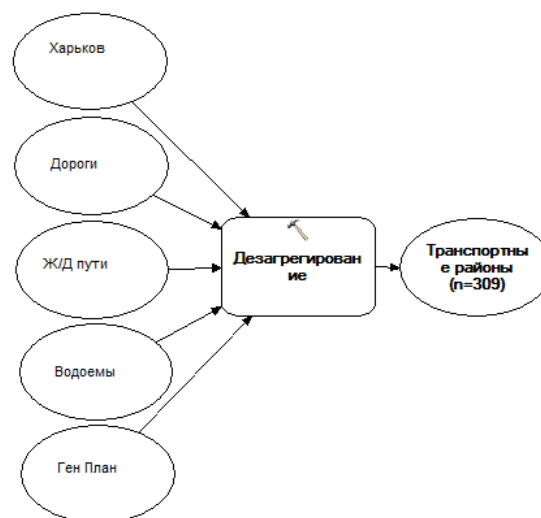 Харьков
Дороги
Ж/Д пути
Водоемы
Ген План
Дезагрегирован
ие
Транспортны
е районы
(n=309)